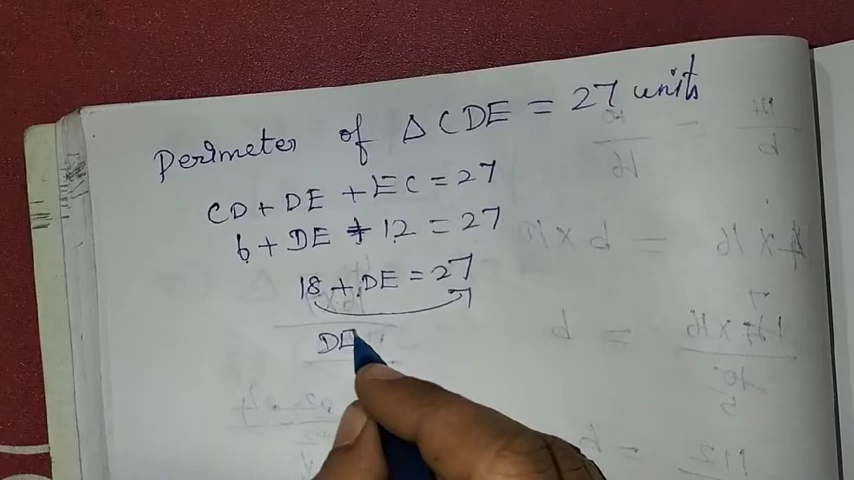 Perimeter of Δ CDE = 27 units
CD + DE + EC = 27
6 + DE + 12 = 27
18 + DE = 27
DE